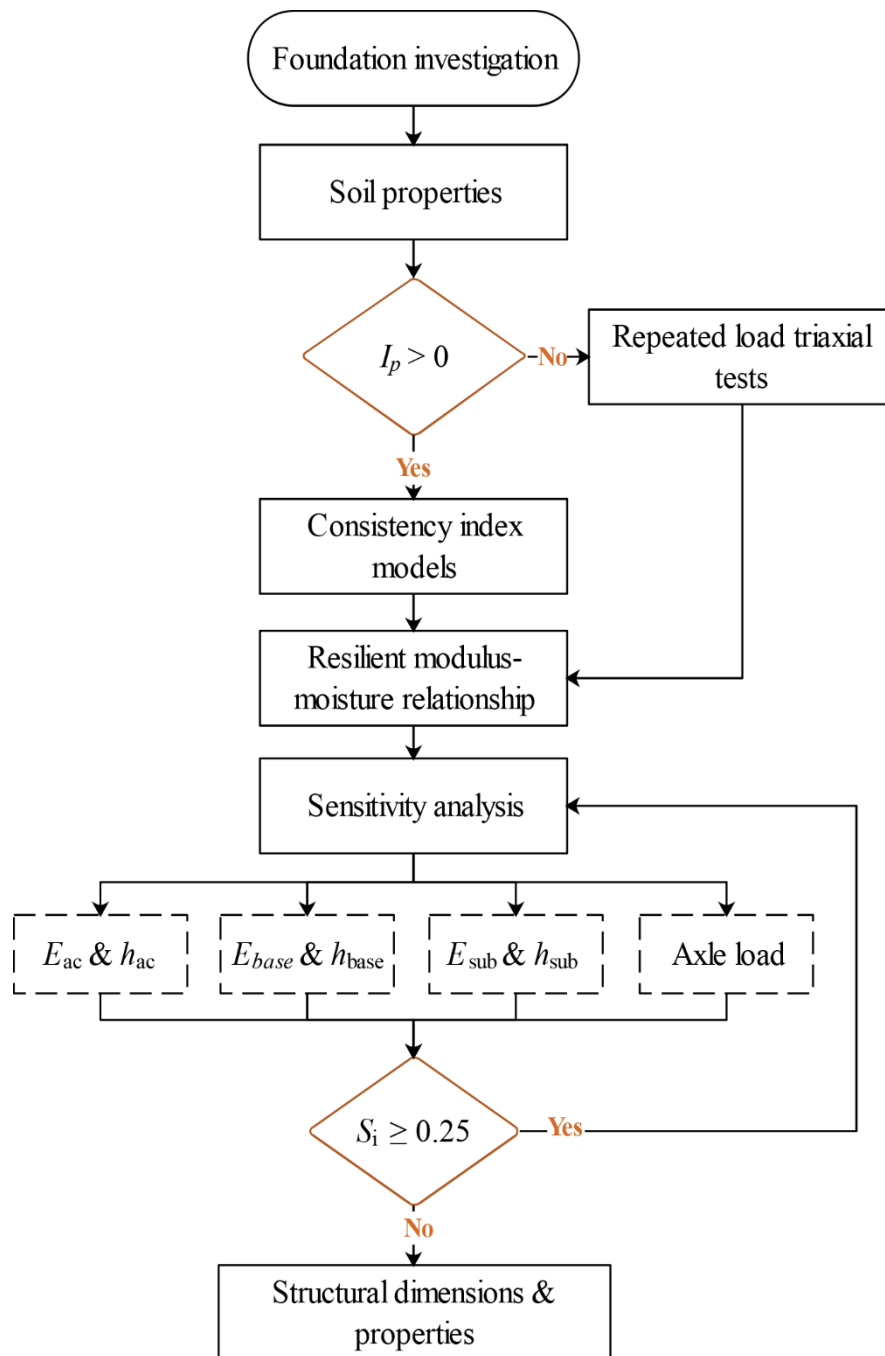 Foundation investigation
Soil properties
Ip > 0
No
Repeated load triaxial
tests
Yes
Consistency index
models
Resilient modulus-
moisture relationship
Sensitivity analysis
Eac & hac
Ebase & hbase
Esub & hsub
Axle load
Si ≥ 0.25
Yes
No
Structural dimensions &
properties